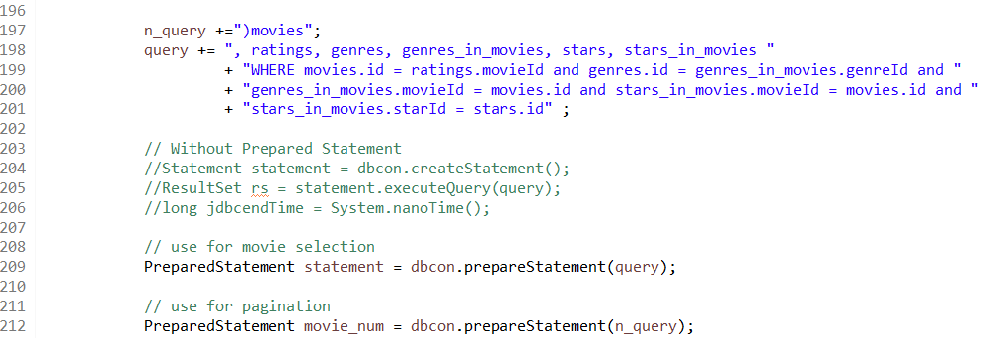 196
197 n_query +=")movies";
198 query += ", ratings, genres, genres_in_movies, stars, stars_in_movies "
199 + "WHERE movies.id = ratings.movieId and genres.id = genres_in_movies.genreId and "
200 + "genres_in_movies.movieId = movies.id and stars_in_movies.movieId = movies.id and "
201 + "stars_in_movies.starId = stars.id" ;
202
203 // Without Prepared Statement
204 //Statement statement = dbcon.createStatement();
205 //ResultSet rs = statement.executeQuery(query);
206 //long jdbcendTime = System.nanoTime();
207
208 // use for movie selection
209 PreparedStatement statement = dbcon.prepareStatement(query);
210
211 // use for pagination
212 PreparedStatement movie_num = dbcon.prepareStatement(n_query);